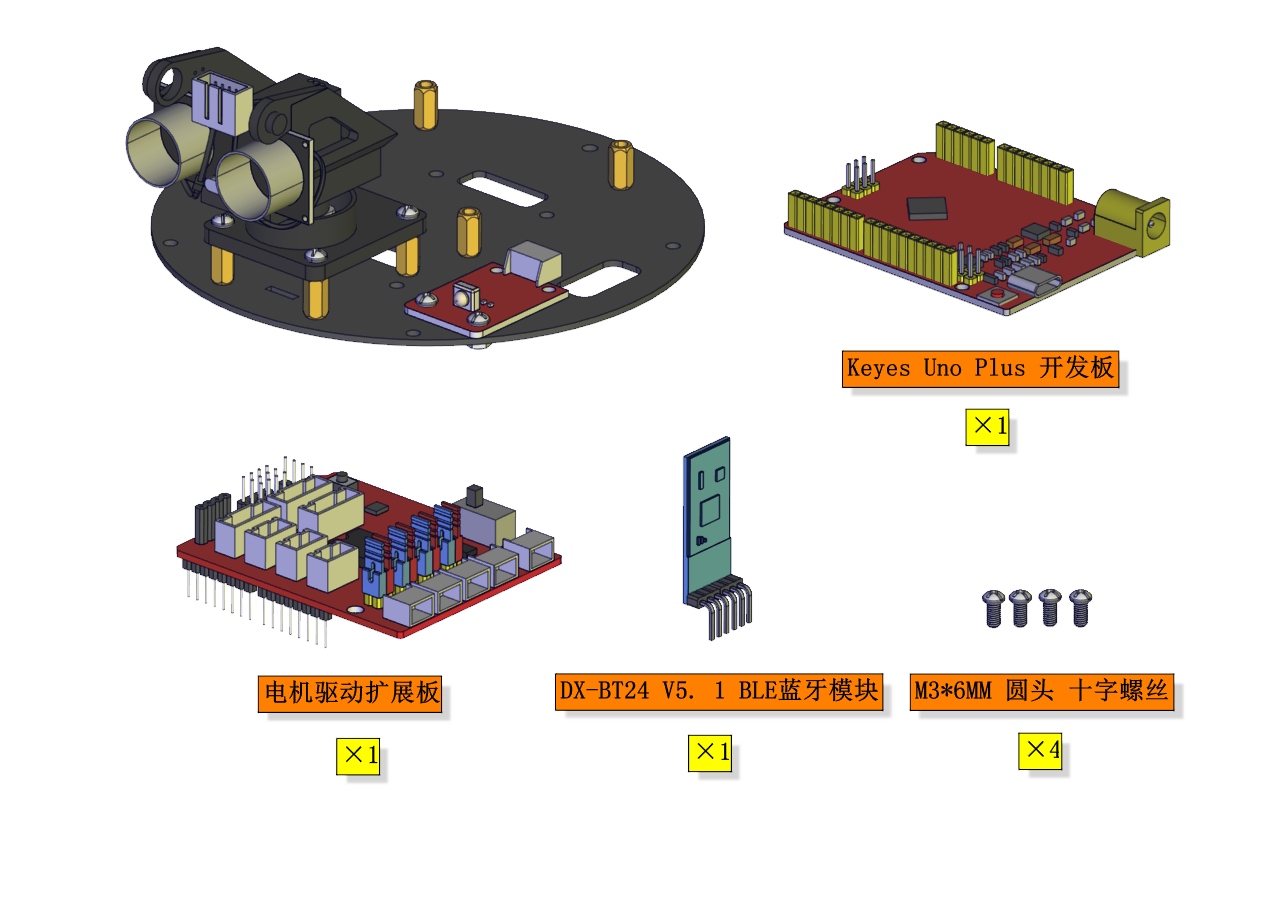 Keyes Uno Plus 开发板
×1
电机驱动扩展板
DX-BT24 V5. 1 BLE蓝牙模块
M3*6MM 圆头 十字螺丝
×1
×1
×4